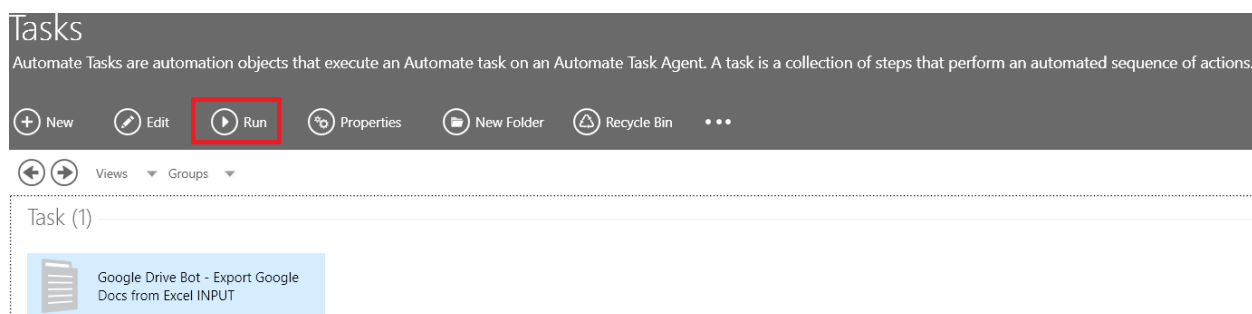 Tasks
Automate Tasks are automation objects that execute an Automate task on an Automate Task Agent. A task is a collection of steps that perform an automated sequence of actions.
New Edit Run Properties New Folder Recycle Bin
Views Groups
Task (1)
Google Drive Bot - Export Google
Docs from Excel INPUT